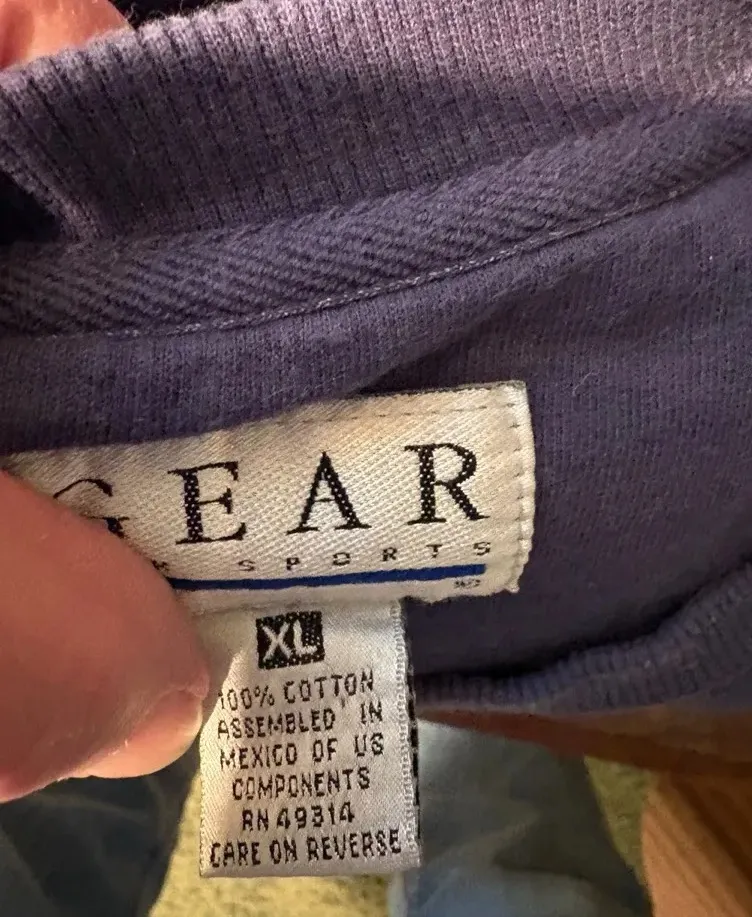 GEAR
R SPORTS
XL
100% COTTON
ASSEMBLED IN
MEXICO OF US
COMPONENTS
RN 49314
CARE ON REVERSE